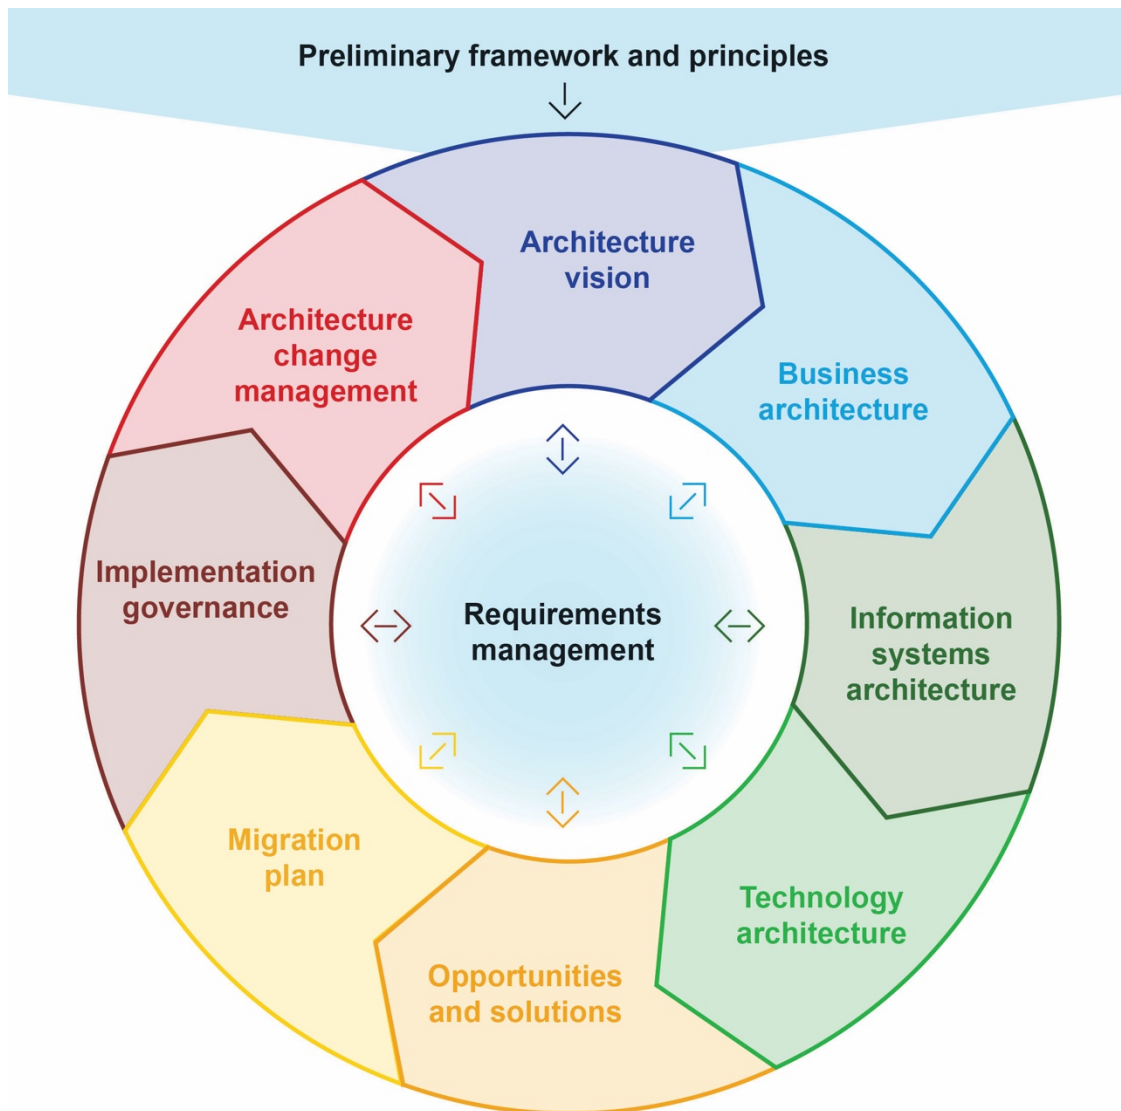 Preliminary framework and principles
Architecture
vision
Business
architecture
Information
systems
architecture
Technology
architecture
Opportunities
and solutions
Migration
plan
Implementation
governance
Architecture
change
management
Requirements
management